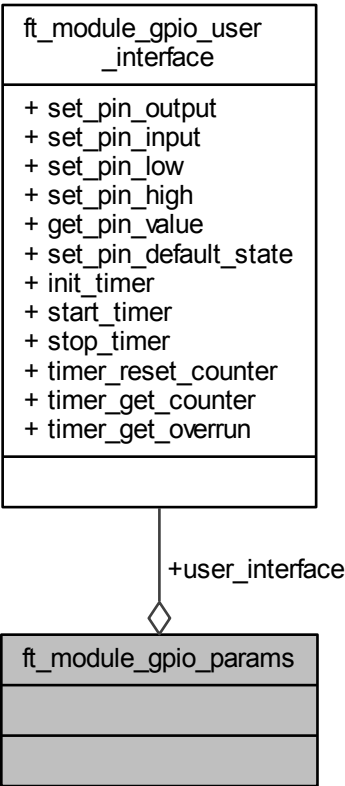 ft_module_gpio_user
_interface
+ set_pin_output
+ set_pin_input
+ set_pin_low
+ set_pin_high
+ get_pin_value
+ set_pin_default_state
+ init_timer
+ start_timer
+ stop_timer
+ timer_reset_counter
+ timer_get_counter
+ timer_get_overrun
+user_interface
ft_module_gpio_params